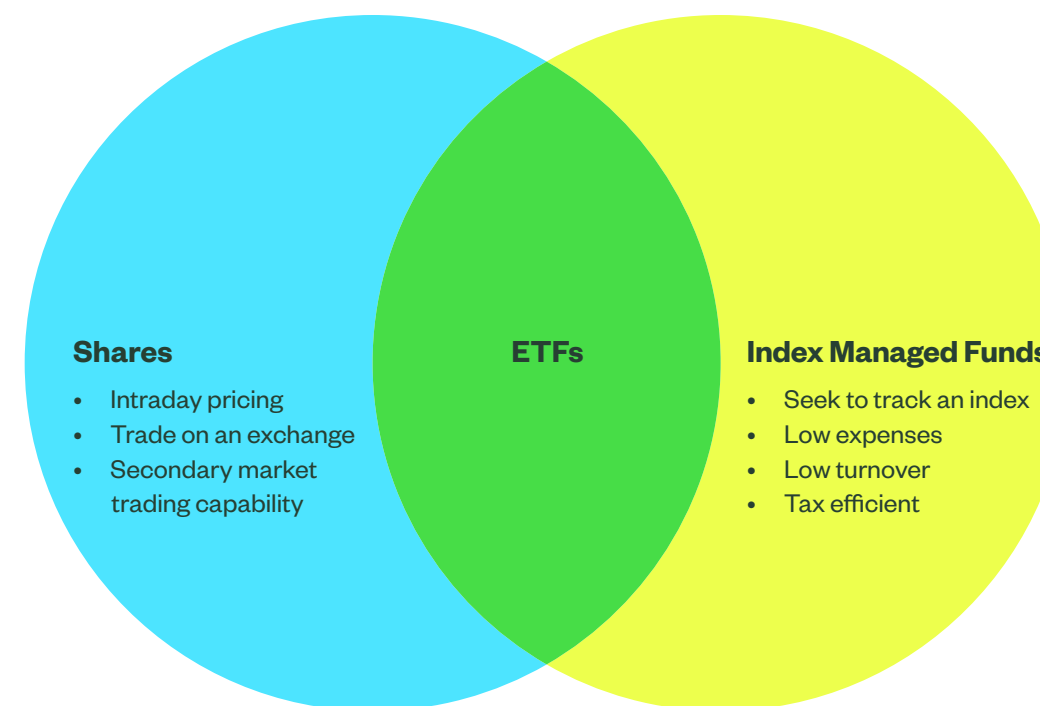 Shares
• Intraday pricing
• Trade on an exchange
• Secondary market
trading capability
ETFs
Index Managed Funds
• Seek to track an index
• Low expenses
• Low turnover
• Tax efficient